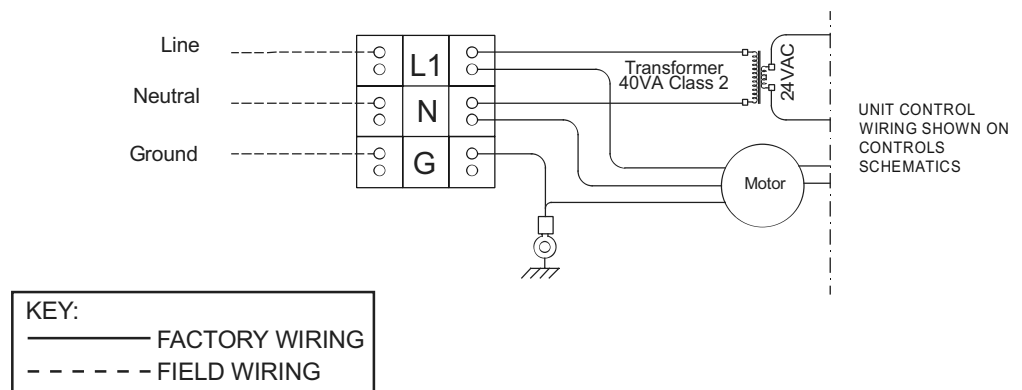 Line
Neutral
Ground
L1
N
G
Transformer
40VA Class 2
24VAC
Motor
UNIT CONTROL
WIRING SHOWN ON
CONTROLS
SCHEMATICS
KEY:
FACTORY WIRING
FIELD WIRING